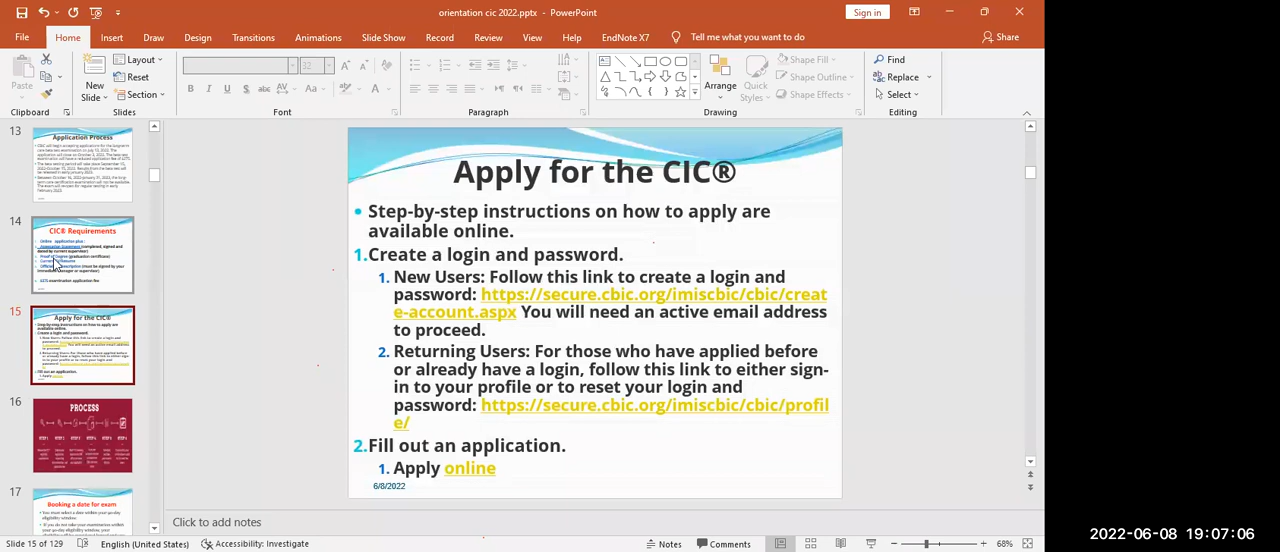 orientation cic 2022.pptx - PowerPoint
Sign in
File Home Insert Draw Design Transitions Animations Slide Show Record Review View Help EndNote X7 Tell me what you want to do Share
Paste
New Slide
Layout
Reset
Section
32
Arrange
Quick Styles
Shape Fill
Shape Outline
Shape Effects
Find
Replace
Select
Clipboard Slides Font Paragraph Drawing Editing
13
Application Process
14
CIC® Requirements
15
Apply for the CIC®
16
PROCESS
17
Booking a date for exam
Apply for the CIC®
• Step-by-step instructions on how to apply are
available online.
1. Create a login and password.
1. New Users: Follow this link to create a login and
password: https://secure.cbic.org/imiscbic/cbic/creat
e-account.aspx You will need an active email address
to proceed.
2. Returning Users: For those who have applied before
or already have a login, follow this link to either sign-
in to your profile or to reset your login and
password: https://secure.cbic.org/imiscbic/cbic/profil
e/
2. Fill out an application.
1. Apply online
6/8/2022
Click to add notes
Slide 15 of 129 English (United States) Accessibility: Investigate Notes Comments 68%
2022-06-08 19:07:06